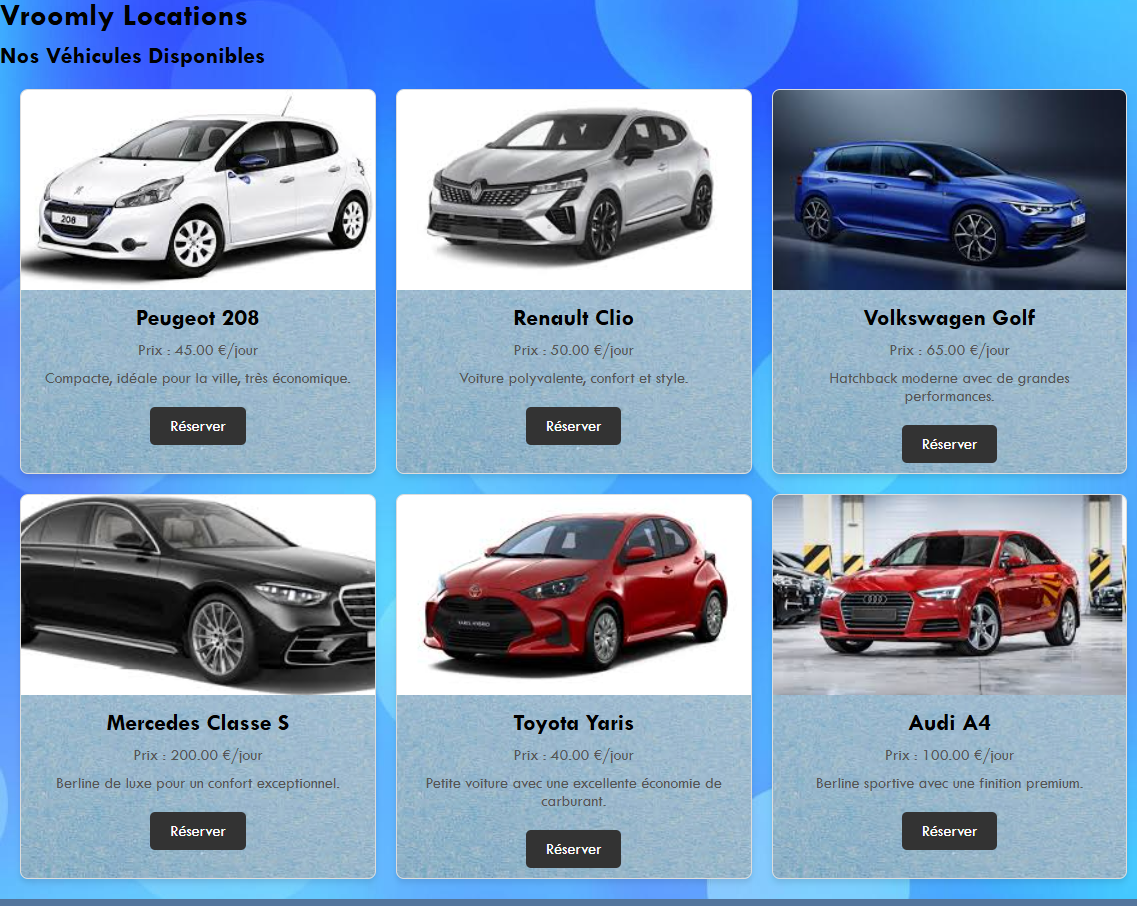 Vroomly Locations
Nos Véhicules Disponibles
208
Peugeot 208
Prix : 45.00 €/jour
Compacte, idéale pour la ville, très économique.
Réserver
Renault Clio
Prix : 50.00 €/jour
Voiture polyvalente, confort et style.
Réserver
Volkswagen Golf
Prix : 65.00 €/jour
Hatchback moderne avec de grandes
performances.
Réserver
Mercedes Classe S
Prix : 200.00 €/jour
Berline de luxe pour un confort exceptionnel.
Réserver
YARIS HYBRID
Toyota Yaris
Prix : 40.00 €/jour
Petite voiture avec une excellente économie de
carburant.
Réserver
Audi A4
Prix : 100.00 €/jour
Berline sportive avec une finition premium.
Réserver